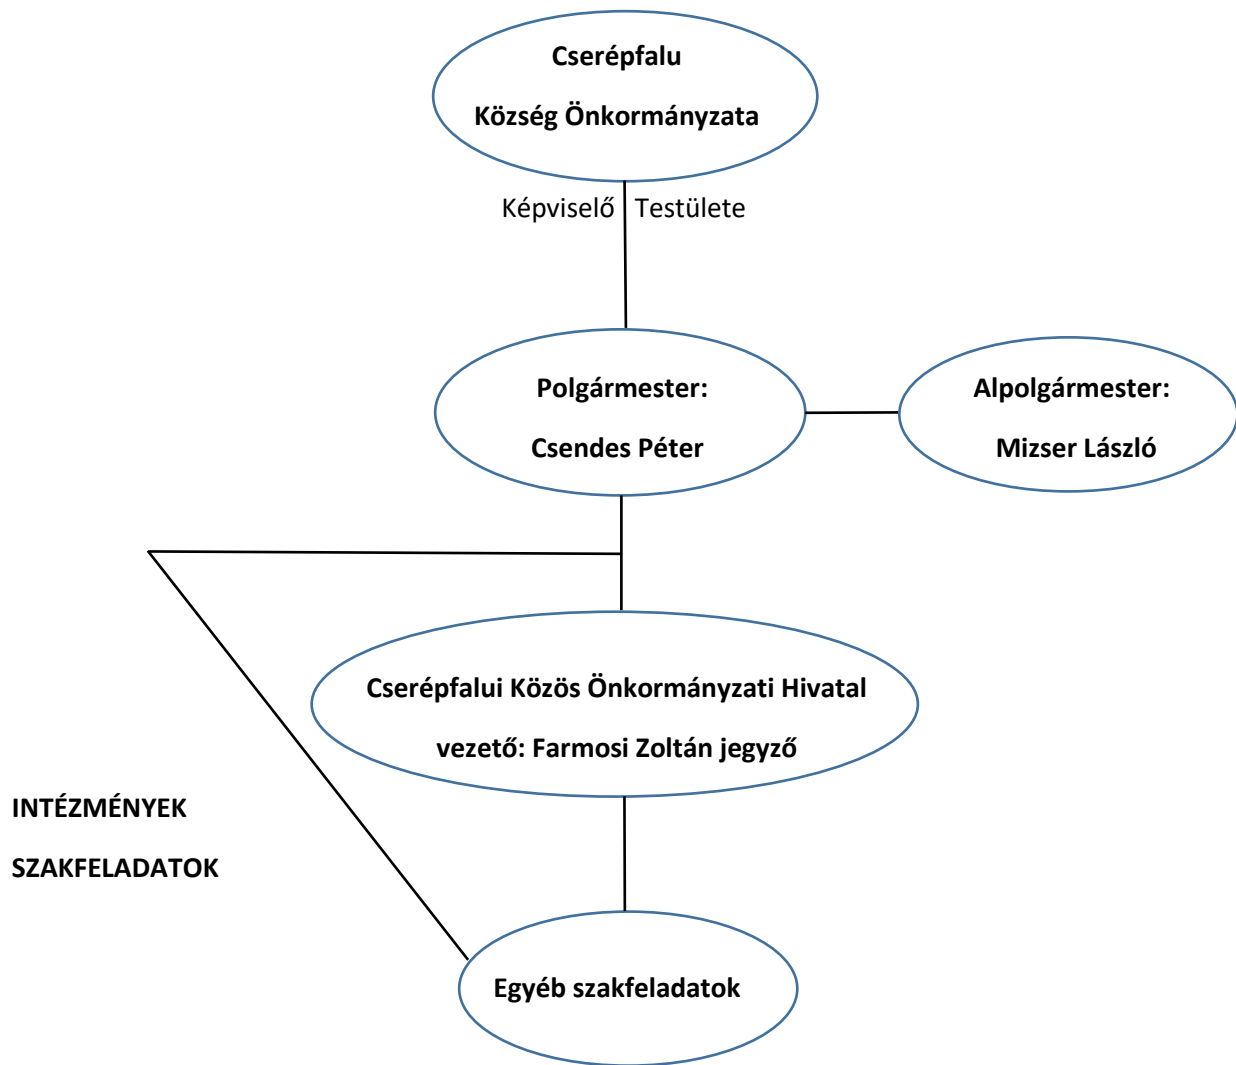 Cserépfalu
Község Önkormányzata
Képviselő Testülete
Polgármester:
Csendes Péter
Alpolgármester:
Mizser László
Cserépfalui Közös Önkormányzati Hivatal
vezető: Farmosi Zoltán jegyző
INTÉZMÉNYEK
SZAKFELADATOK
Egyéb szakfeladatok